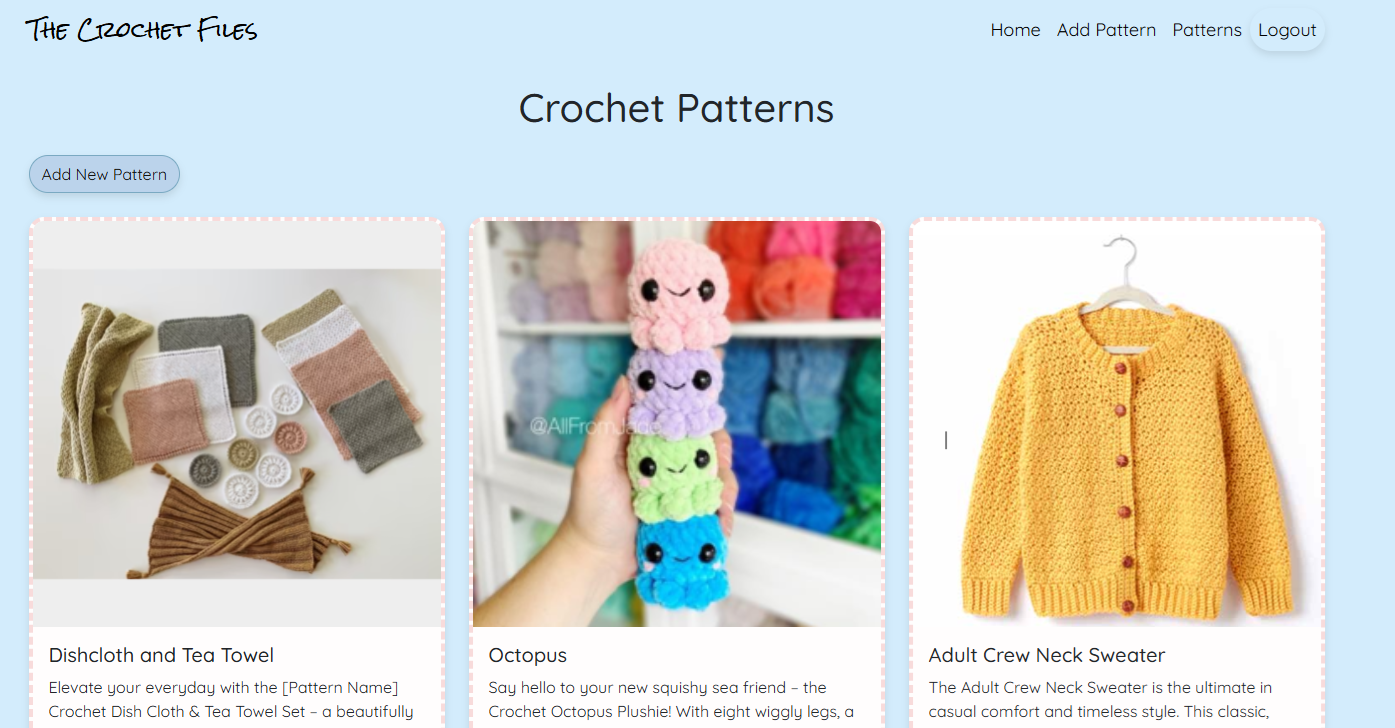 The Crochet Files
Home Add Pattern Patterns Logout
Crochet Patterns
Add New Pattern
@AllFromJade
Dishcloth and Tea Towel
Elevate your everyday with the [Pattern Name]
Crochet Dish Cloth & Tea Towel Set – a beautifully
Octopus
Say hello to your new squishy sea friend – the
Crochet Octopus Plushie! With eight wiggly legs, a
Adult Crew Neck Sweater
The Adult Crew Neck Sweater is the ultimate in
casual comfort and timeless style. This classic,